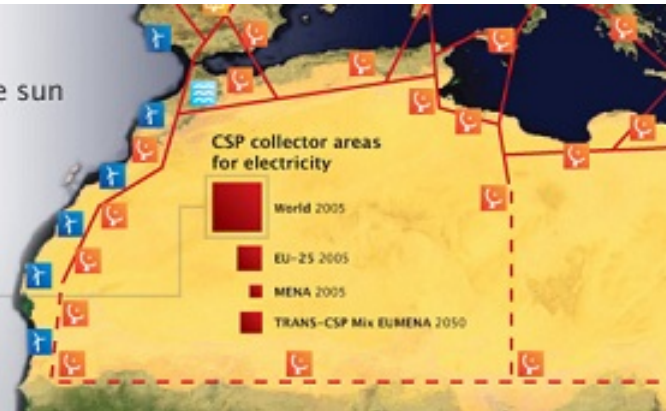 e sun
CSP collector areas
for electricity
World 2005
EU-25 2005
MENA 2005
TRANS-CSP Mix EUMENA 2050